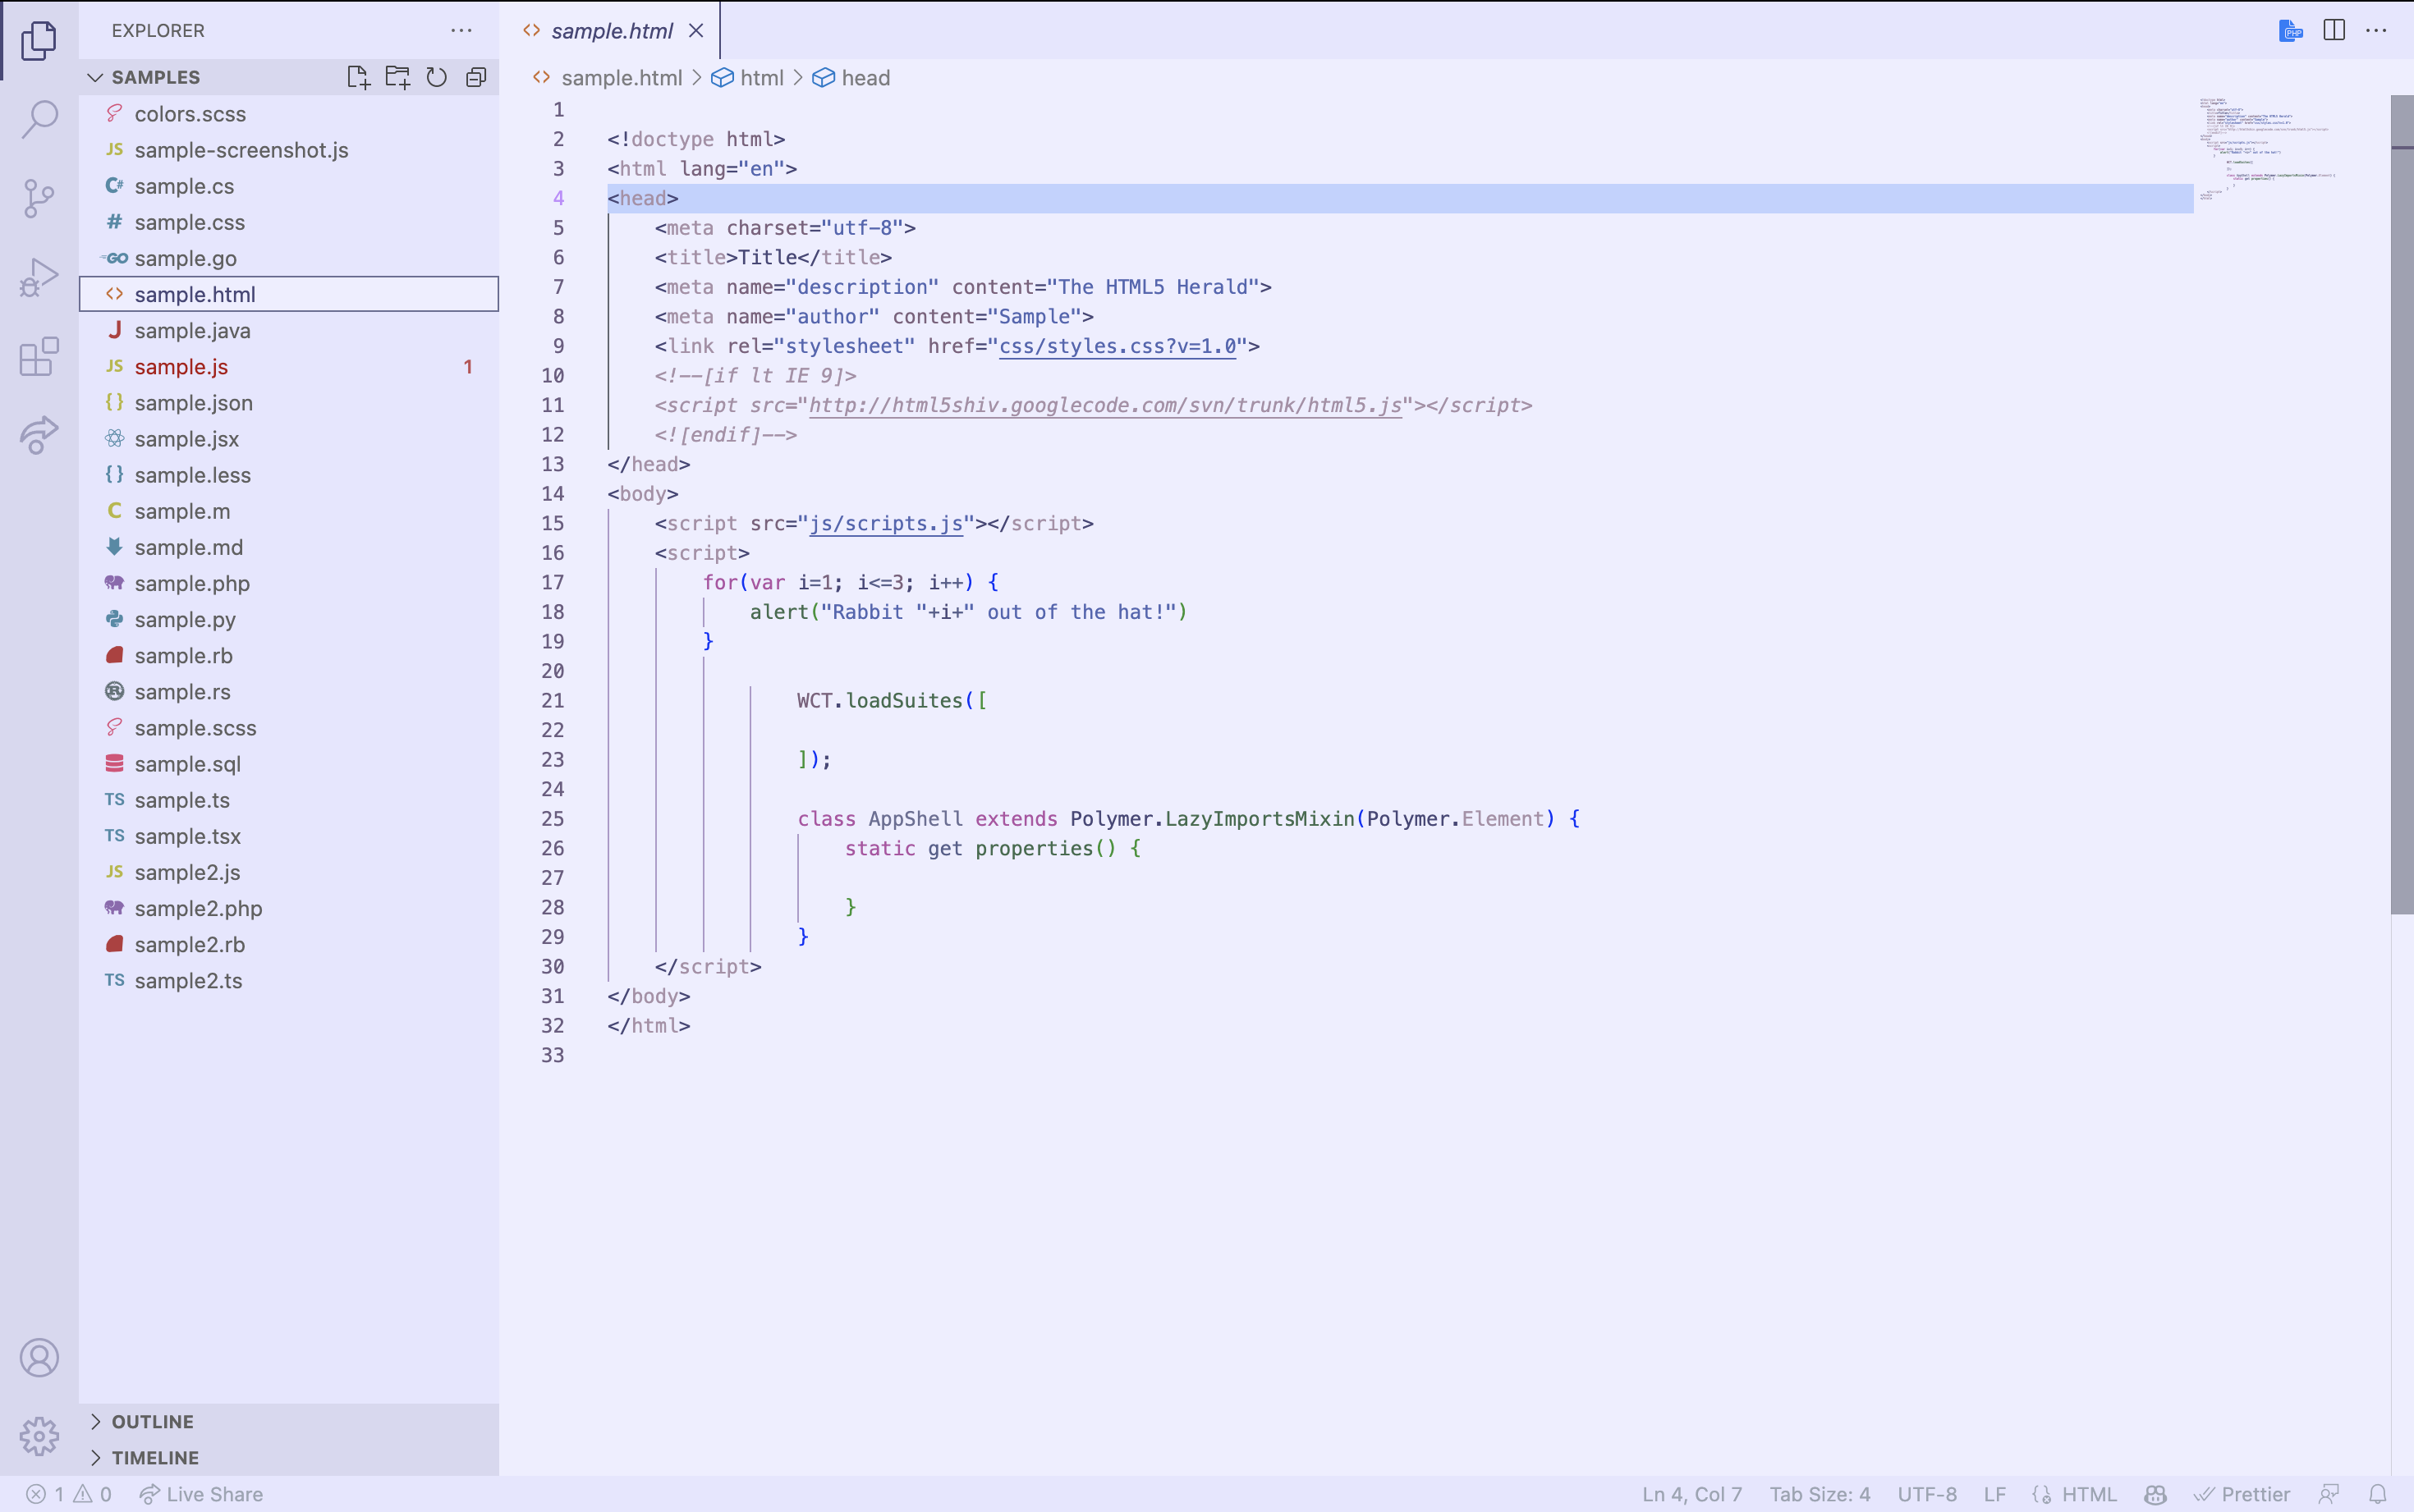 EXPLORER
SAMPLES
colors.scss
JS sample-screenshot.js
C# sample.cs
# sample.css
GO sample.go
<> sample.html
J sample.java
JS sample.js 1
{} sample.json
sample.jsx
{} sample.less
C sample.m
sample.md
sample.php
sample.py
sample.rb
sample.rs
sample.scss
sample.sql
TS sample.ts
TS sample.tsx
JS sample2.js
sample2.php
sample2.rb
TS sample2.ts
OUTLINE
TIMELINE
<> sample.html
PHP
<> sample.html > html > head
1
2 <!doctype html>
3 <html lang="en">
4 <head>
5 <meta charset="utf-8">
6 <title>Title</title>
7 <meta name="description" content="The HTML5 Herald">
8 <meta name="author" content="Sample">
9 <link rel="stylesheet" href="css/styles.css?v=1.0">
10 <!--[if lt IE 9]>
11 <script src="http://html5shiv.googlecode.com/svn/trunk/html5.js"></script>
12 <![endif]-->
13 </head>
14 <body>
15 <script src="js/scripts.js"></script>
16 <script>
17 for(var i=1; i<=3; i++) {
18 alert("Rabbit "+i+" out of the hat!")
19 }
20
21 WCT.loadSuites([
22
23 ]);
24
25 class AppShell extends Polymer.LazyImportsMixin(Polymer.Element) {
26 static get properties() {
27
28 }
29 }
30 </script>
31 </body>
32 </html>
33
1 0 Live Share
Ln 4, Col 7 Tab Size: 4 UTF-8 LF HTML Prettier